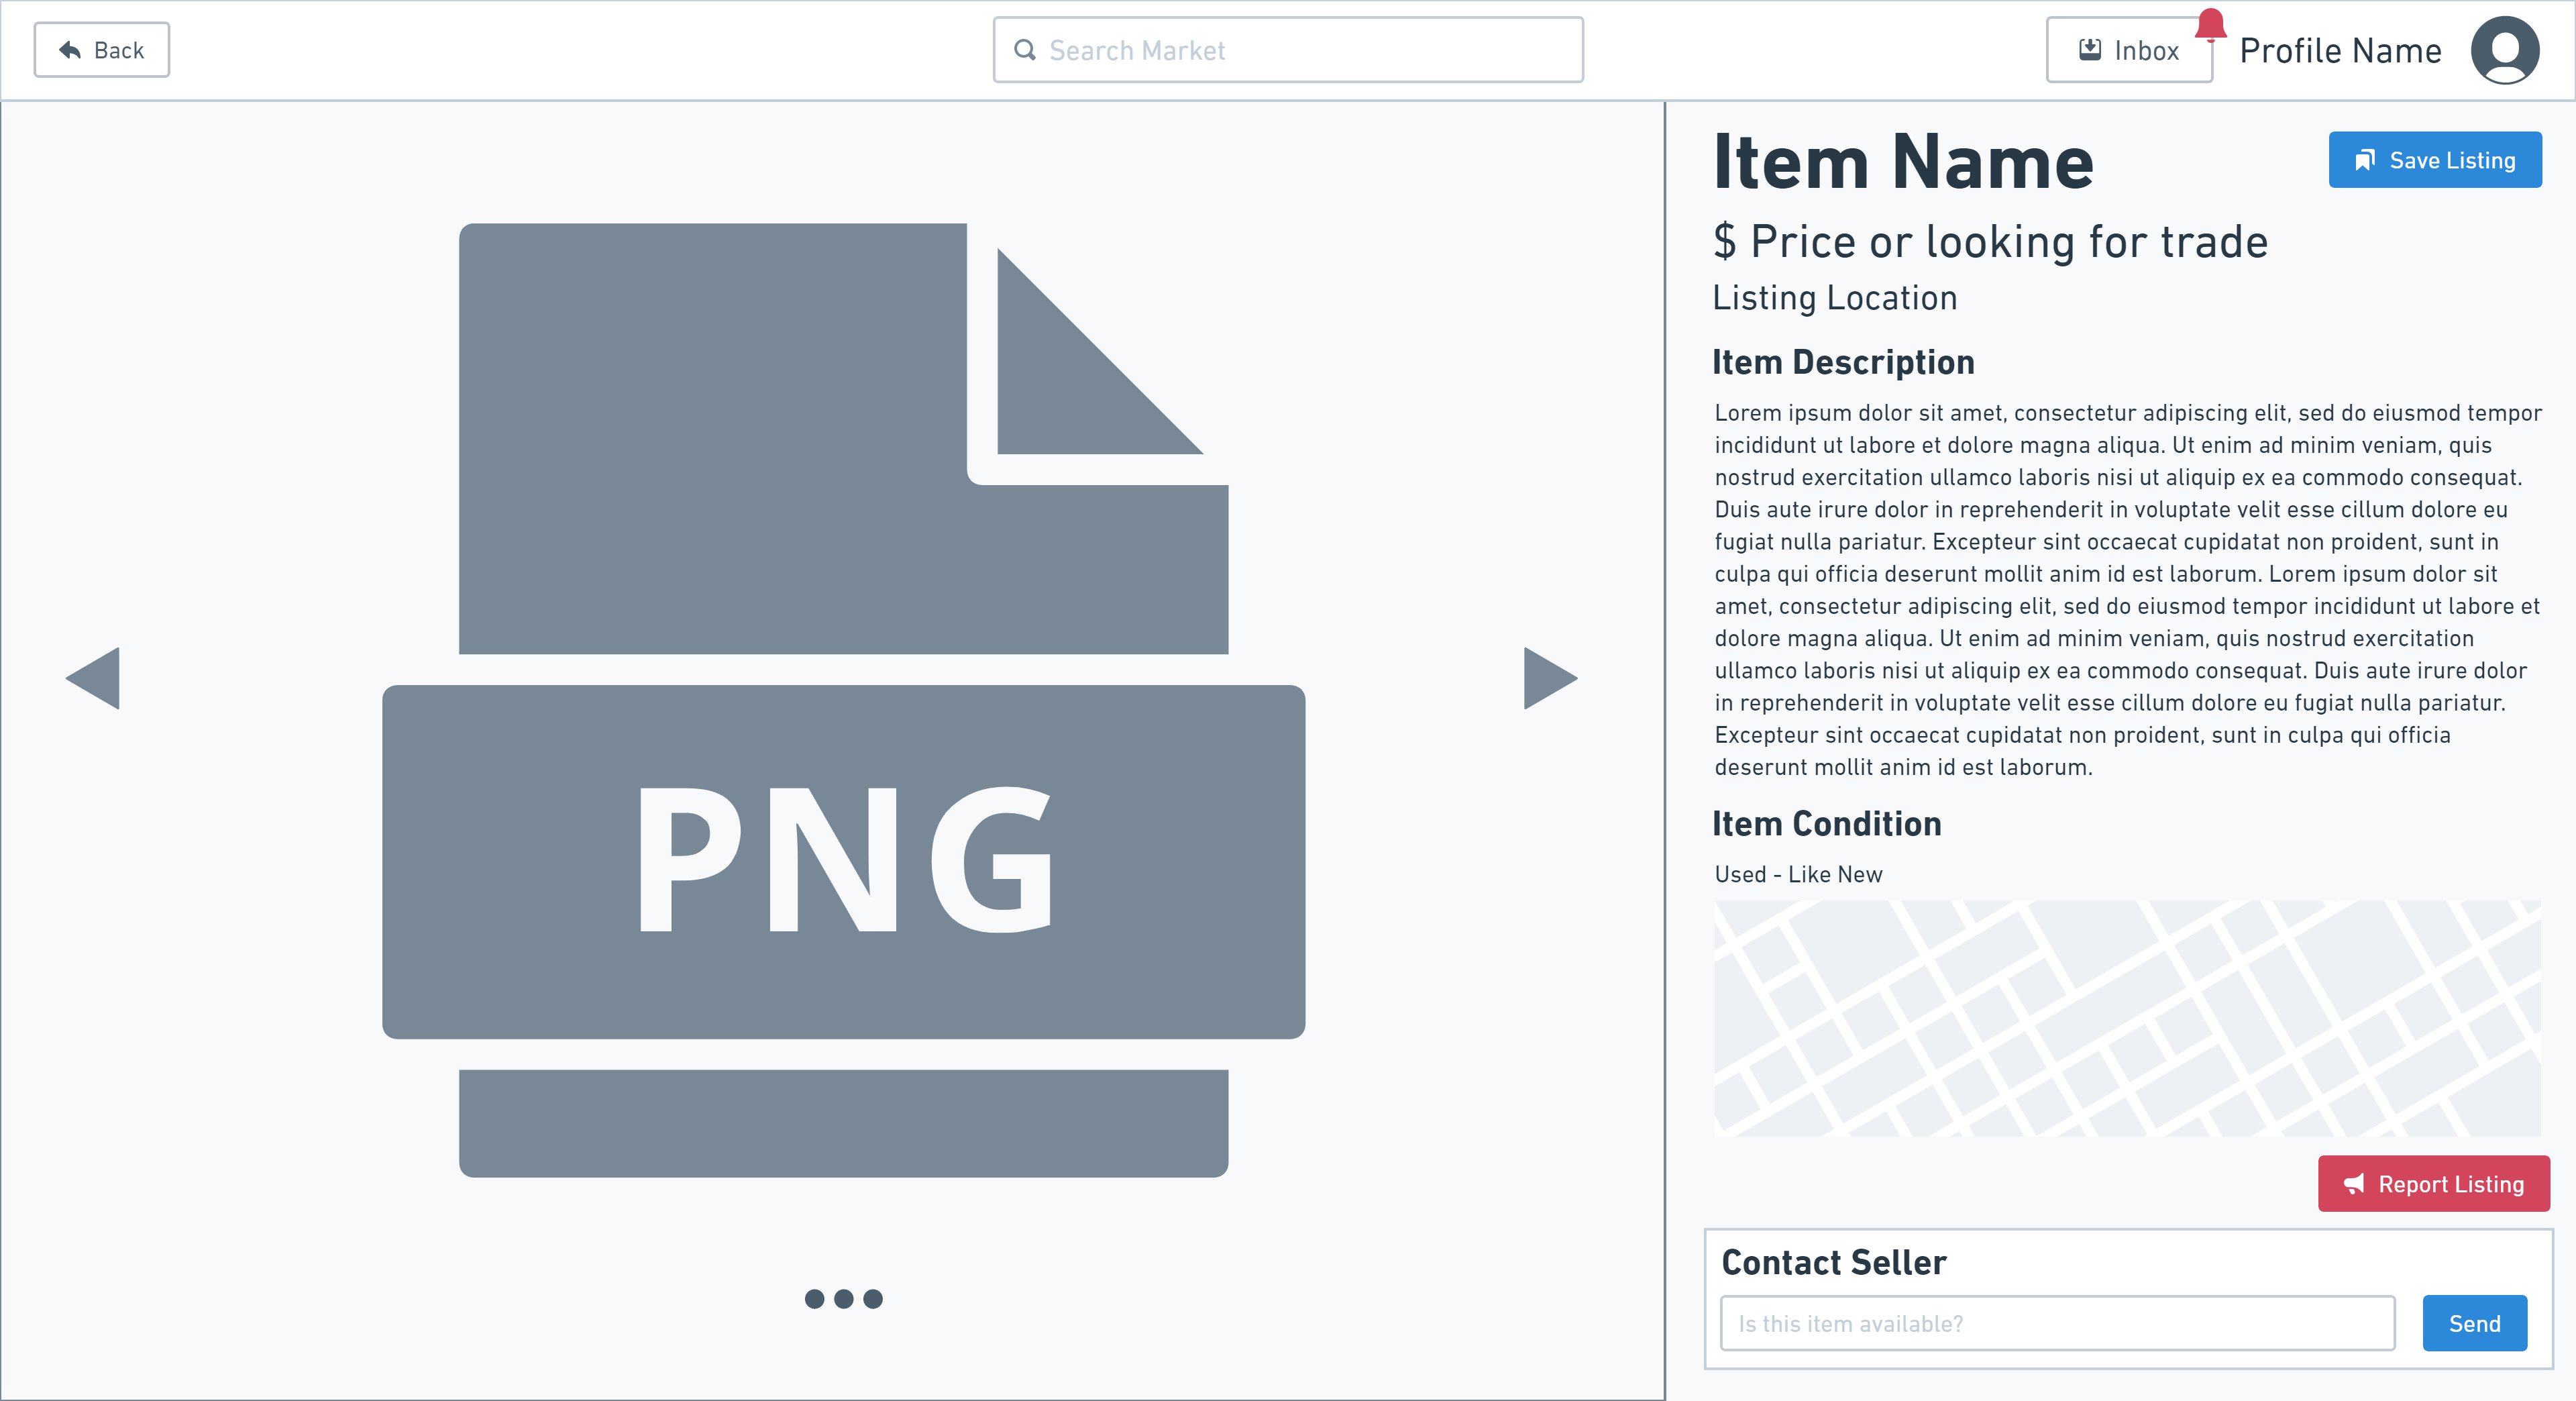 Back
Search Market
Inbox
Profile Name
PNG
Item Name
Save Listing
$ Price or looking for trade
Listing Location
Item Description
Lorem ipsum dolor sit amet, consectetur adipiscing elit, sed do eiusmod tempor
incididunt ut labore et dolore magna aliqua. Ut enim ad minim veniam, quis
nostrud exercitation ullamco laboris nisi ut aliquip ex ea commodo consequat.
Duis aute irure dolor in reprehenderit in voluptate velit esse cillum dolore eu
fugiat nulla pariatur. Excepteur sint occaecat cupidatat non proident, sunt in
culpa qui officia deserunt mollit anim id est laborum. Lorem ipsum dolor sit
amet, consectetur adipiscing elit, sed do eiusmod tempor incididunt ut labore et
dolore magna aliqua. Ut enim ad minim veniam, quis nostrud exercitation
ullamco laboris nisi ut aliquip ex ea commodo consequat. Duis aute irure dolor
in reprehenderit in voluptate velit esse cillum dolore eu fugiat nulla pariatur.
Excepteur sint occaecat cupidatat non proident, sunt in culpa qui officia
deserunt mollit anim id est laborum.
Item Condition
Used - Like New
Report Listing
Contact Seller
Is this item available?
Send